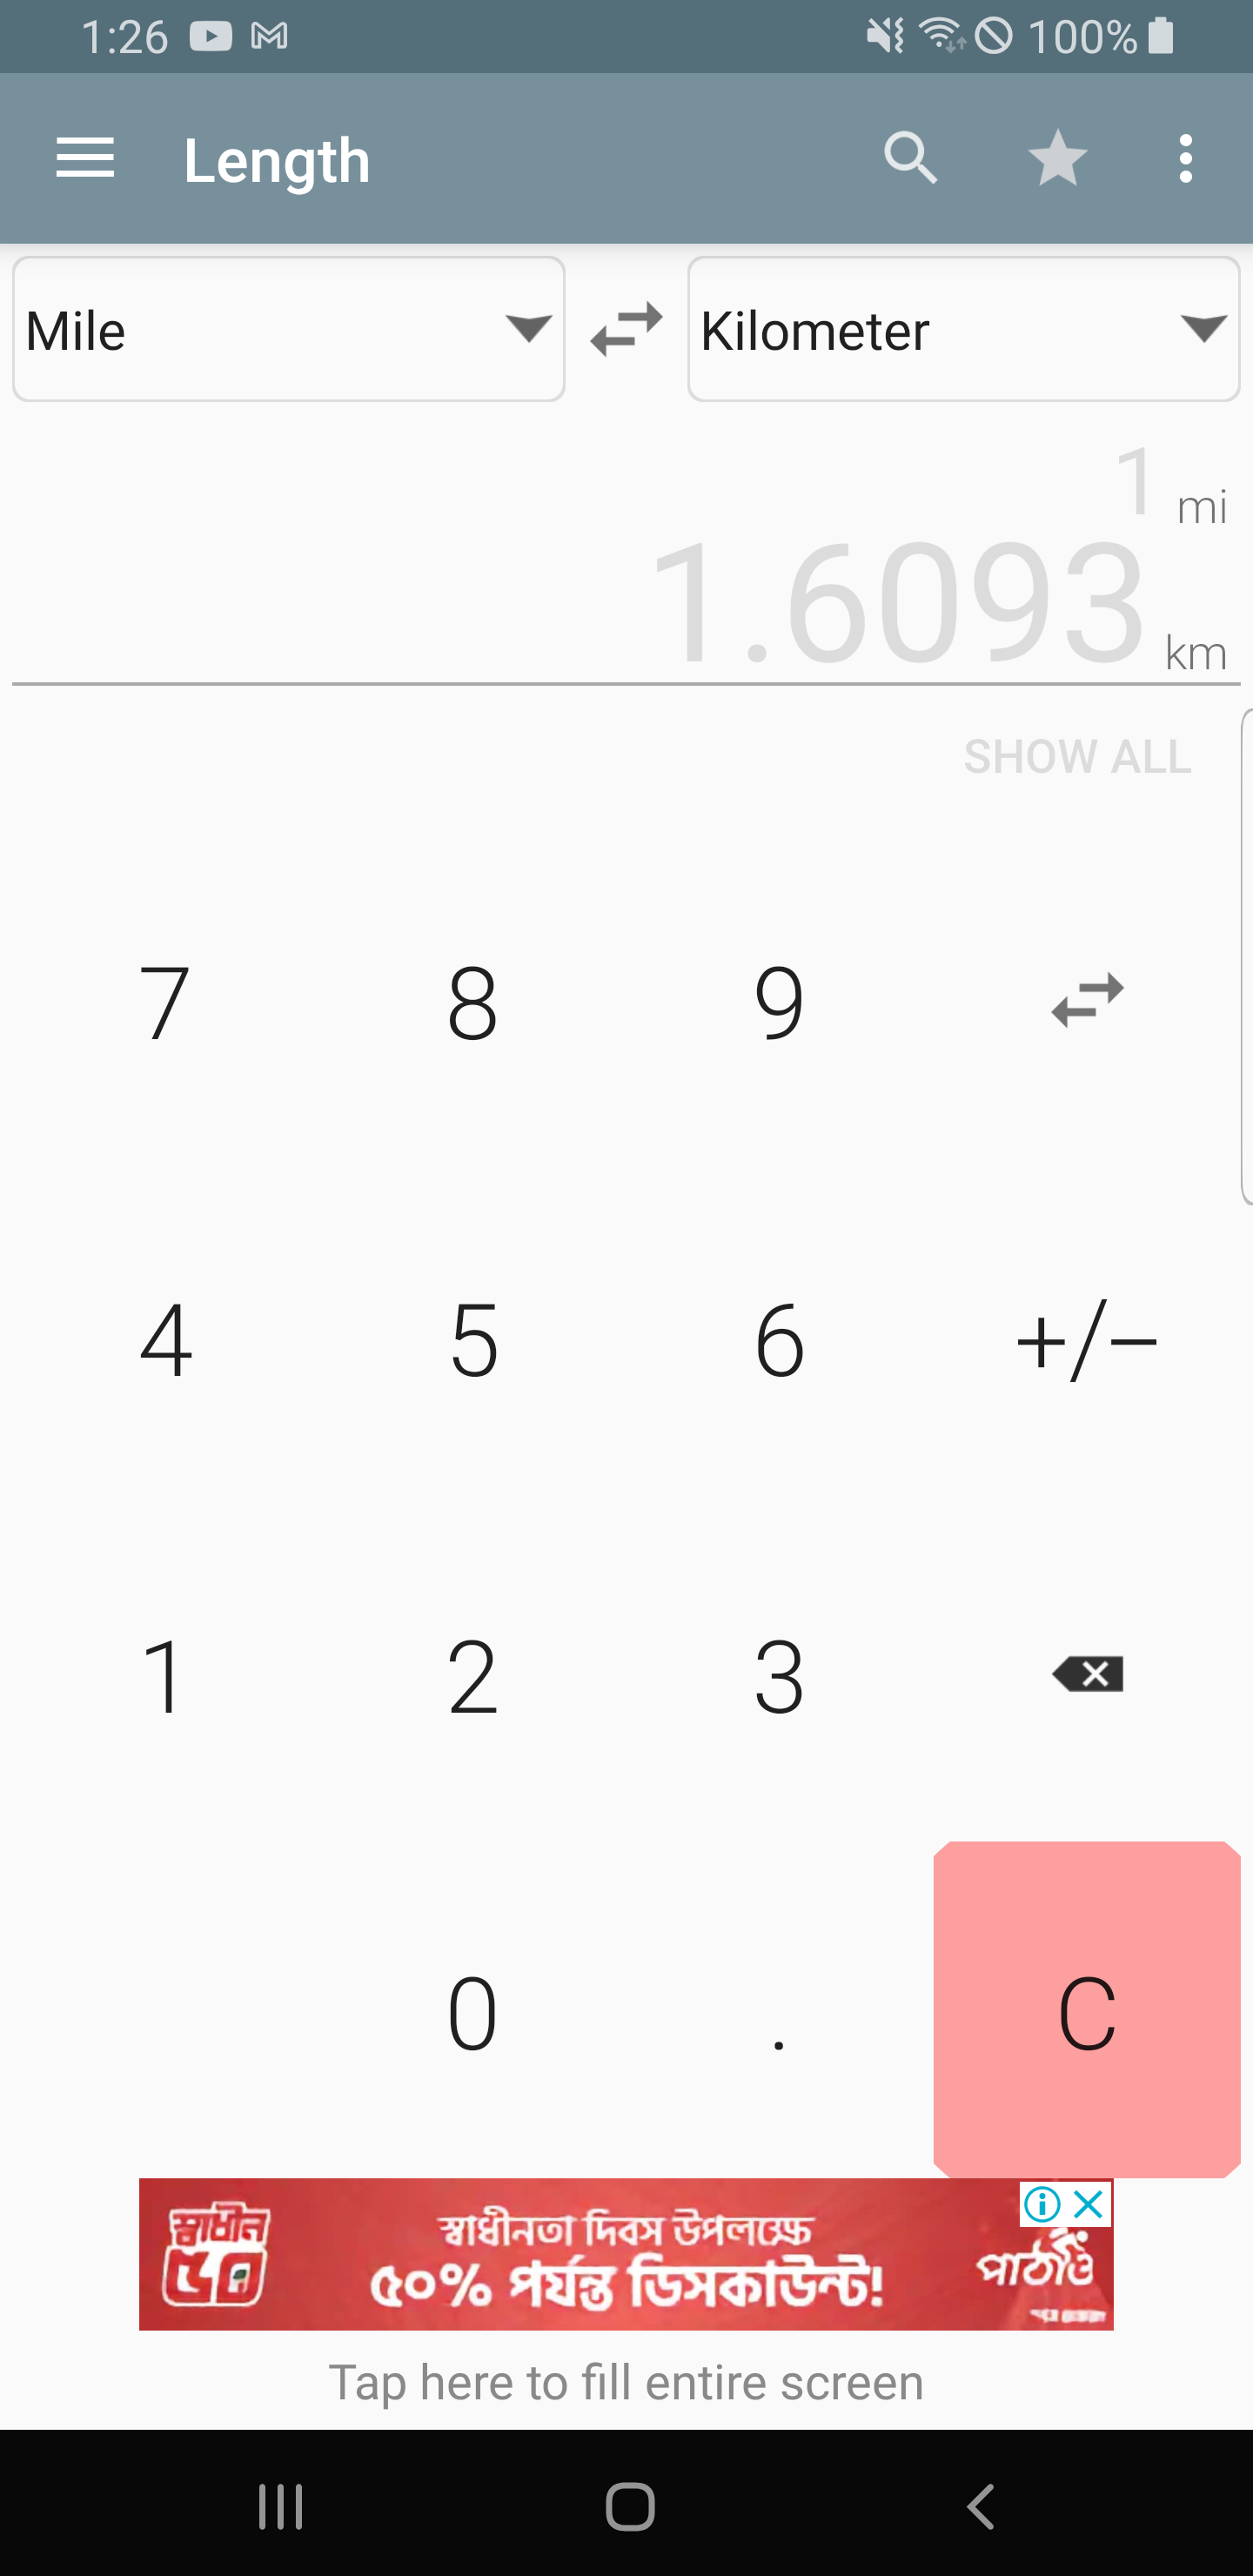 1:26 100%
Length
Mile Kilometer
1 mi
1.6093 km
SHOW ALL
7 8 9
4 5 6 +/−
1 2 3
0 . C
স্বাধীনতা দিবস উপলক্ষে
৫০% পর্যন্ত ডিসকাউন্ট!
পাঠাও
Tap here to fill entire screen